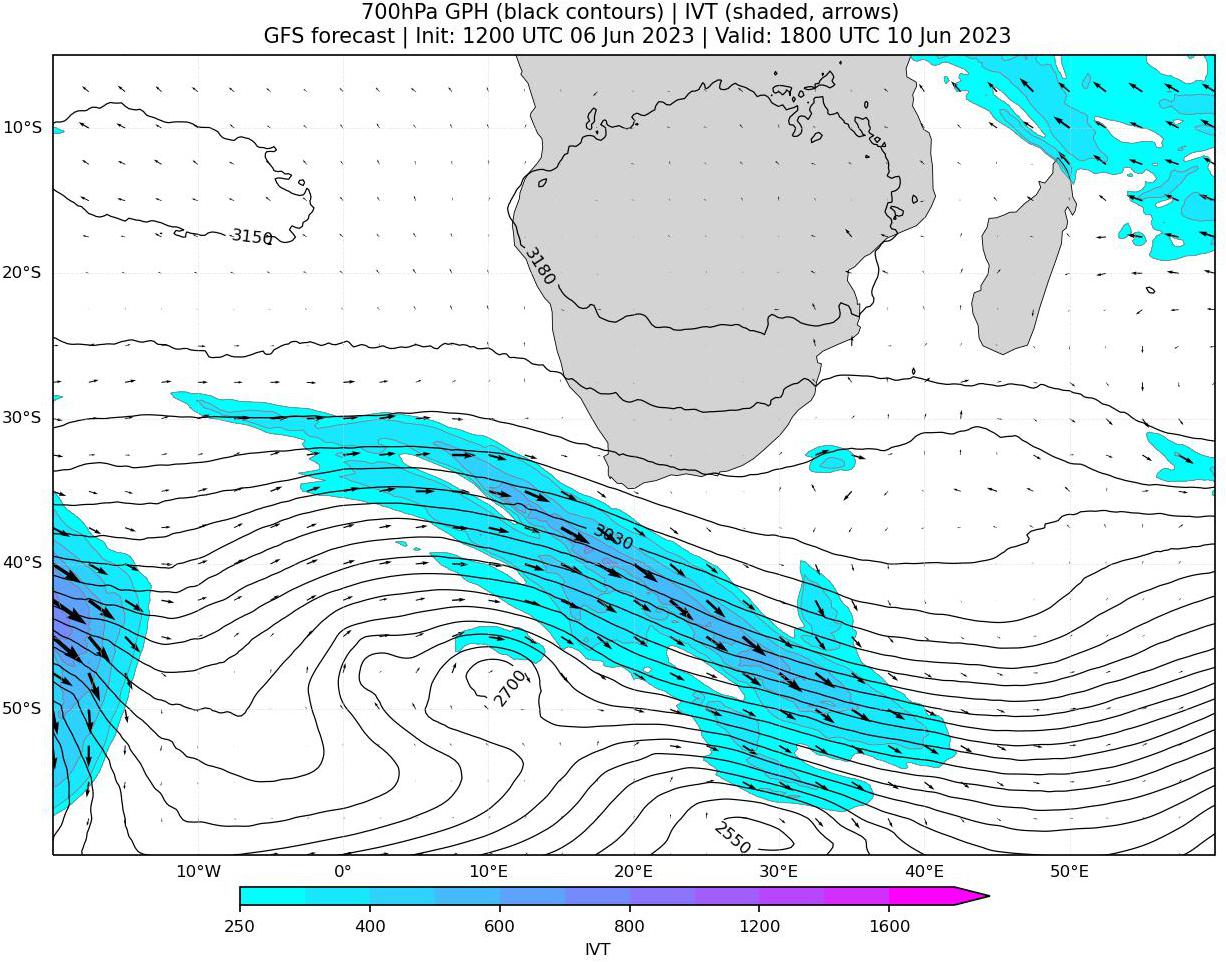 700hPa GPH (black contours) | IVT (shaded, arrows)
GFS forecast | Init: 1200 UTC 06 Jun 2023 | Valid: 1800 UTC 10 Jun 2023
10°S
3150
3180
20°S
30°S
3030
40°S
2700
50°S
2550
10°W 0° 10°E 20°E 30°E 40°E 50°E
250 400 600 800 1200 1600
IVT